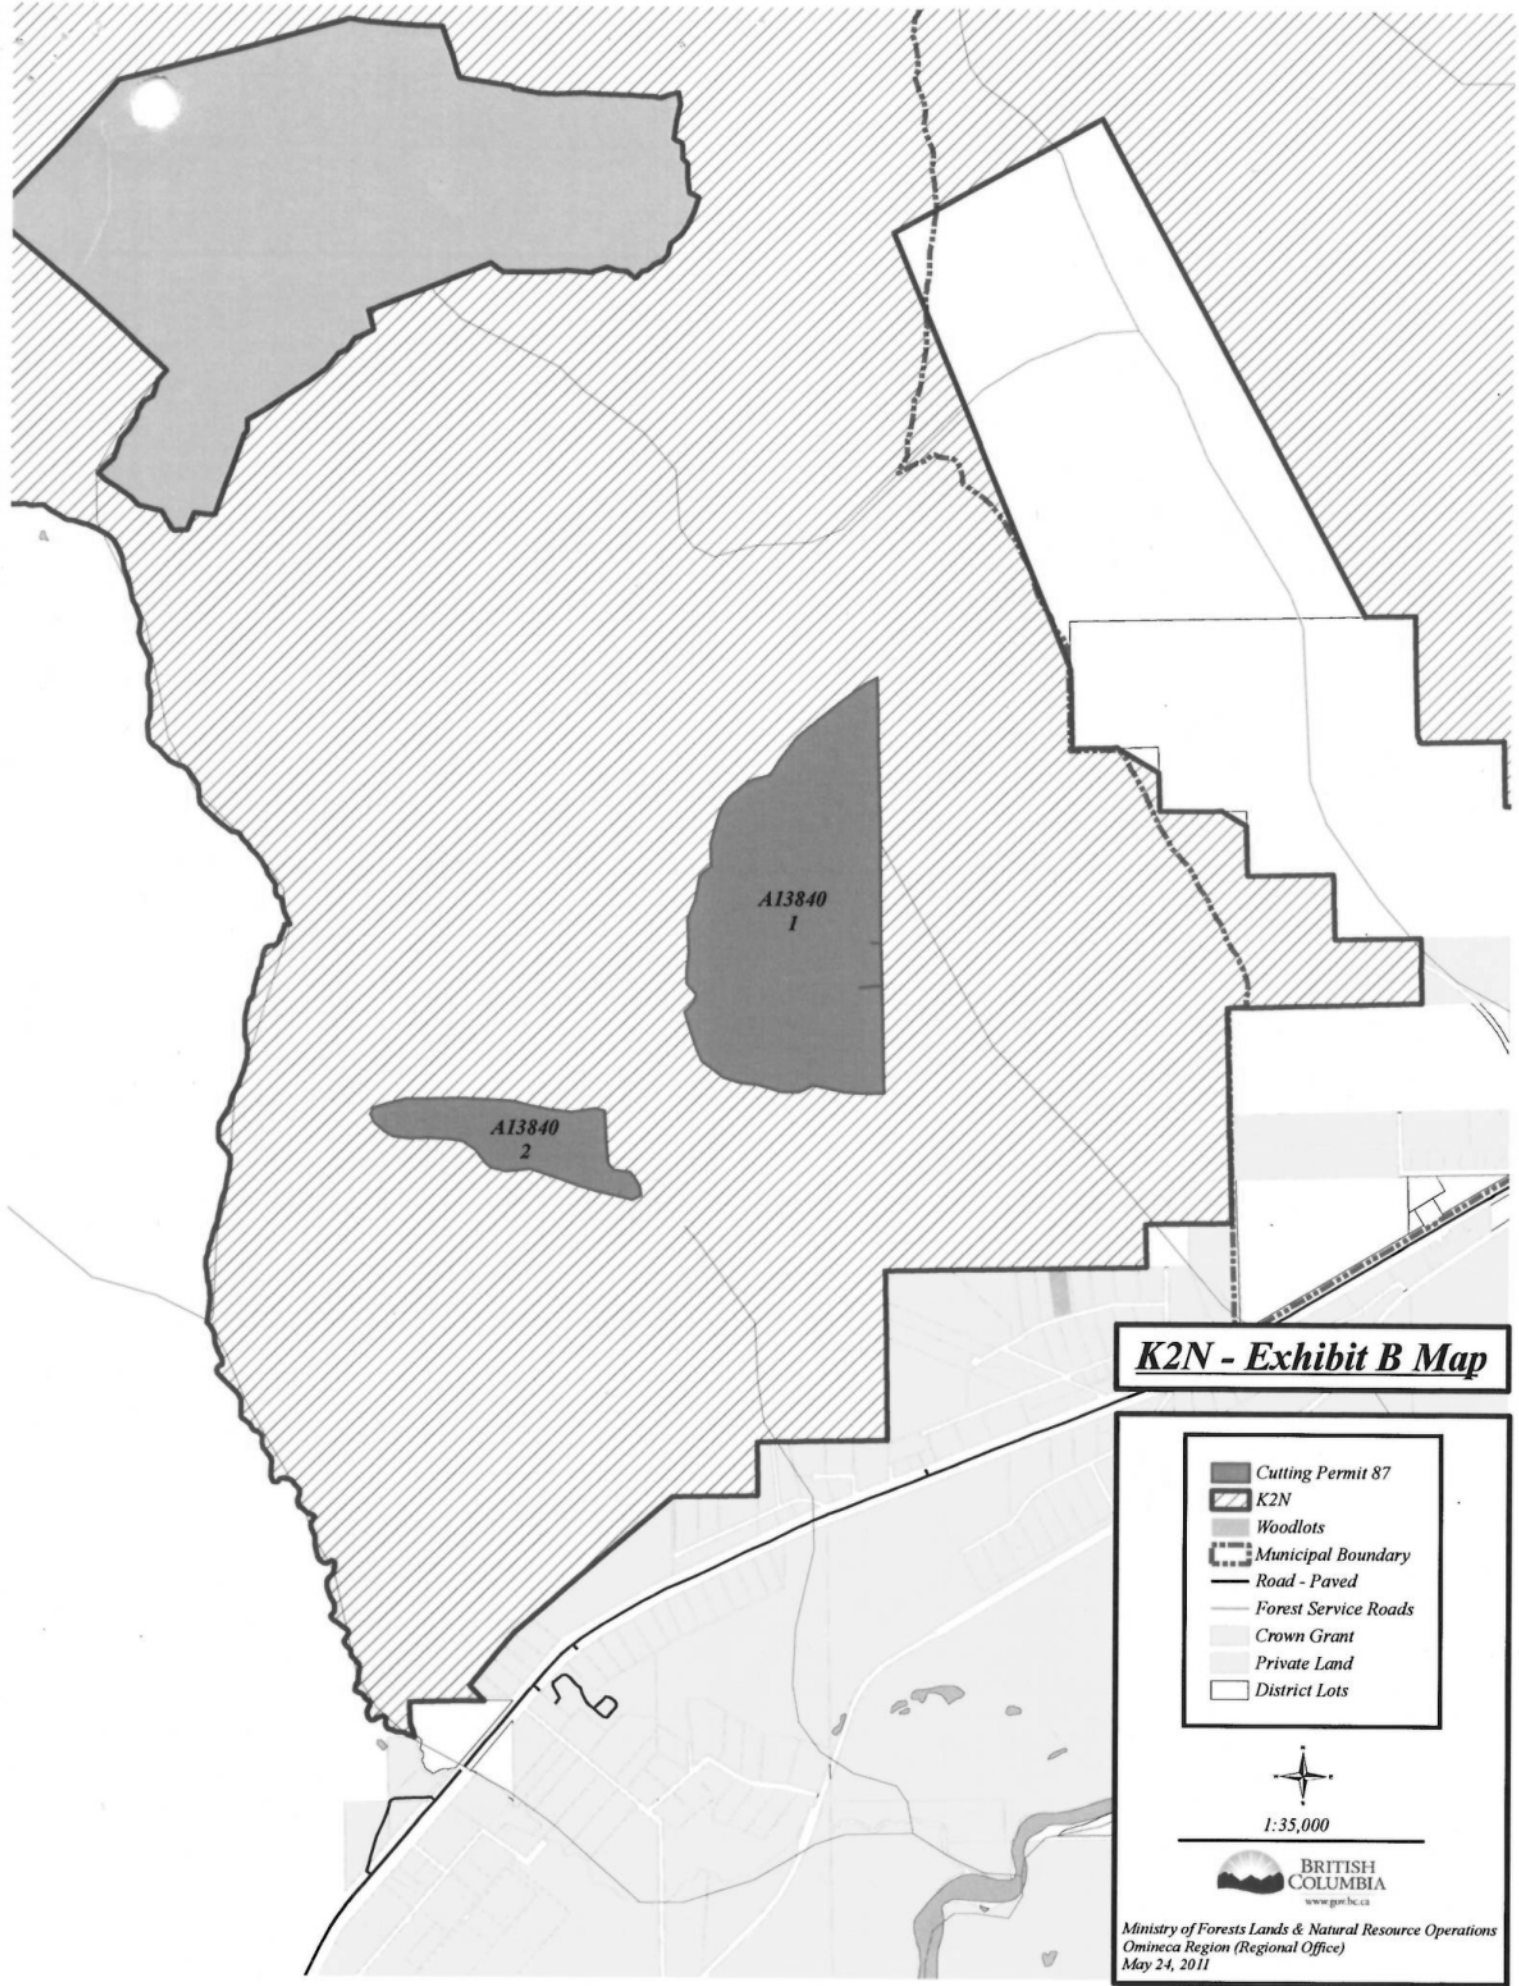 A13840
1
A13840
2
K2N - Exhibit B Map
Cutting Permit 87
K2N
Woodlots
Municipal Boundary
Road - Paved
Forest Service Roads
Crown Grant
Private Land
District Lots
1:35,000
BRITISH
COLUMBIA
www.gov.bc.ca
Ministry of Forests Lands & Natural Resource Operations
Omineca Region (Regional Office)
May 24, 2011